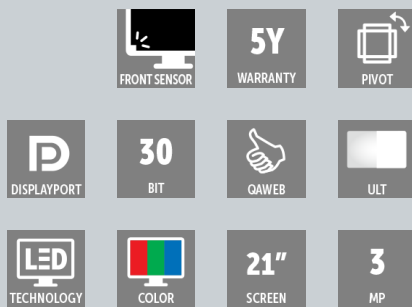 FRONT SENSOR
5Y
WARRANTY
PIVOT
DISPLAYPORT
30
BIT
QAWEB
ULT
LED
TECHNOLOGY
COLOR
21"
SCREEN
3
MP